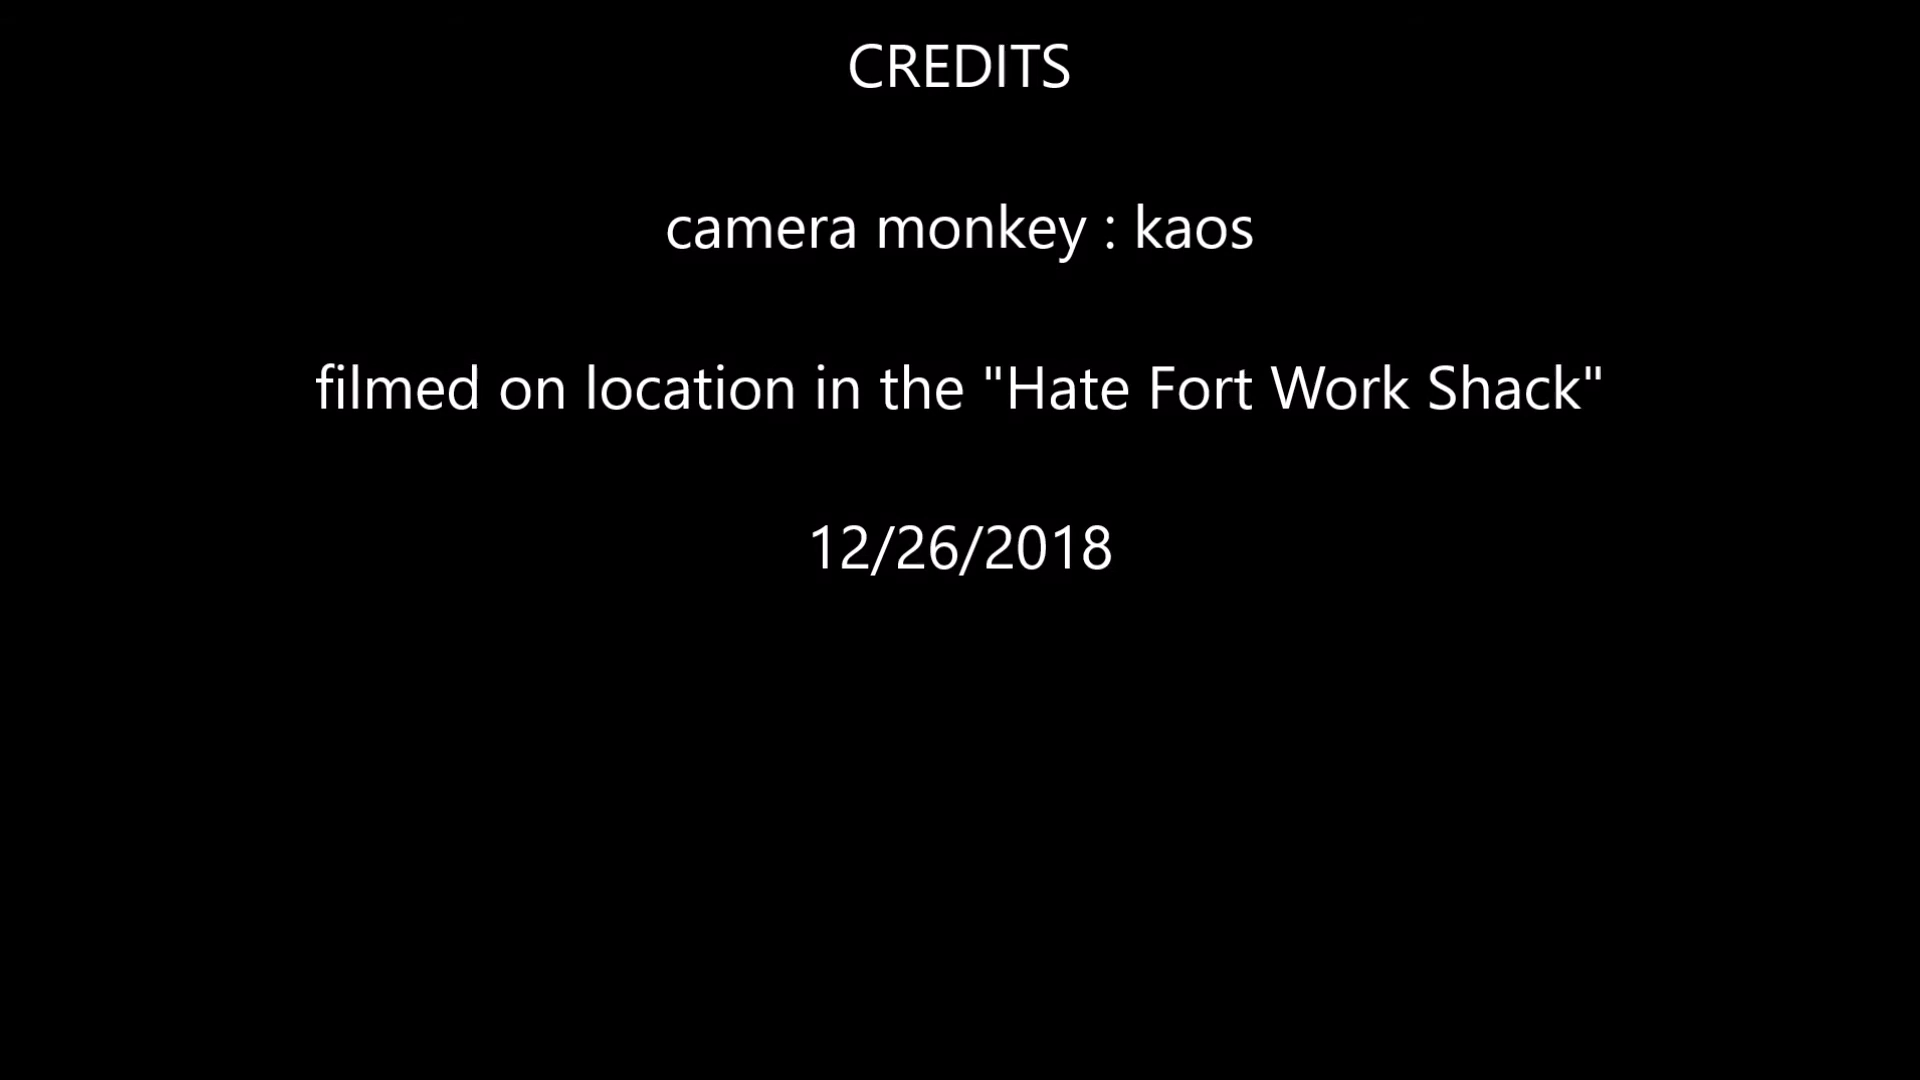 CREDITS
camera monkey : kaos
filmed on location in the "Hate Fort Work Shack"
12/26/2018